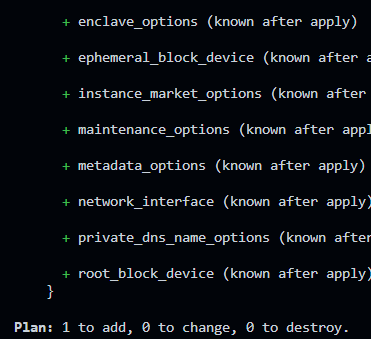 + enclave_options (known after apply)
+ ephemeral_block_device (known after a
+ instance_market_options (known after
+ maintenance_options (known after appl
+ metadata_options (known after apply)
+ network_interface (known after apply)
+ private_dns_name_options (known after
+ root_block_device (known after apply)
}
Plan: 1 to add, 0 to change, 0 to destroy.